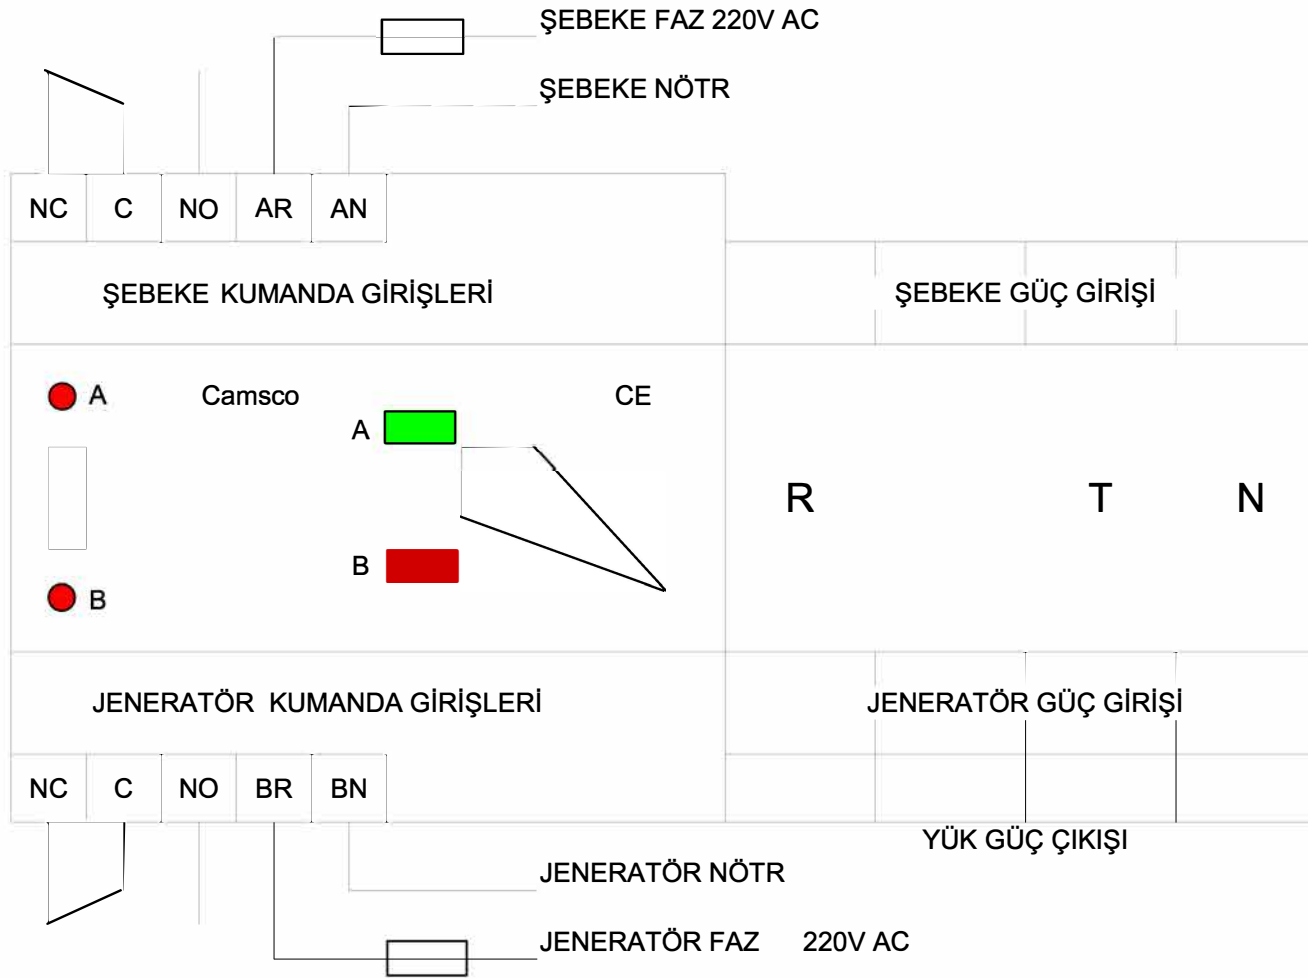 ŞEBEKE FAZ 220V AC
ŞEBEKE NÖTR
NC C NO AR AN
ŞEBEKE KUMANDA GİRİŞLERİ
ŞEBEKE GÜÇ GİRİŞİ
A Camsco CE
A
R T N
B
B
JENERATÖR KUMANDA GİRİŞLERİ
JENERATÖR GÜÇ GİRİŞİ
NC C NO BR BN
YÜK GÜÇ ÇIKIŞI
JENERATÖR NÖTR
JENERATÖR FAZ 220V AC